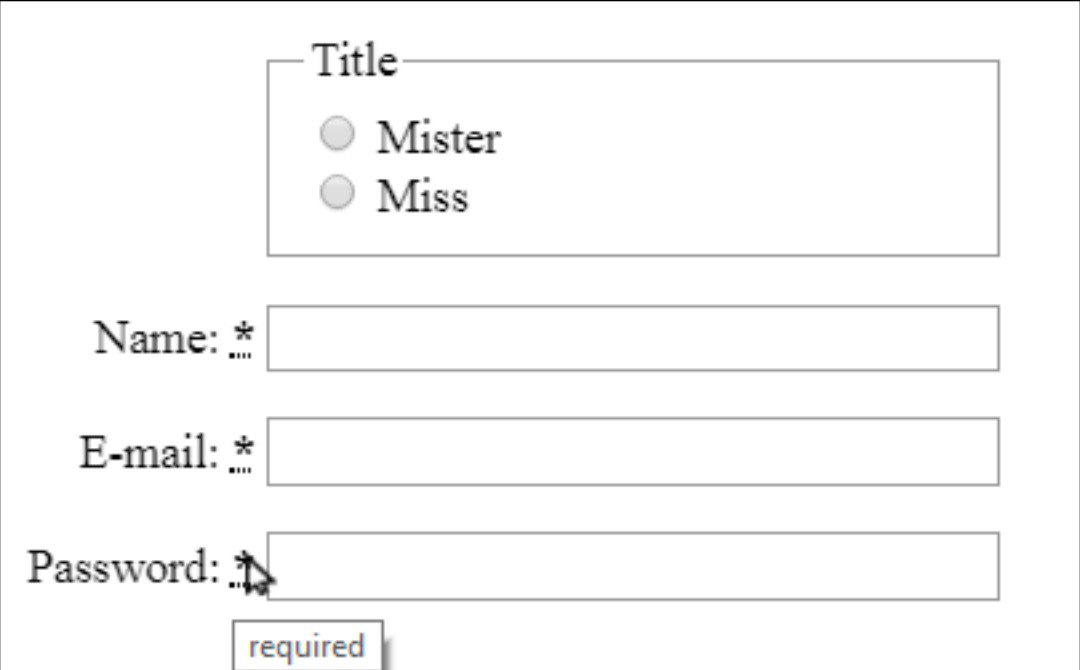 Title
Mister
Miss
Name: *
E-mail: *
Password: *
required